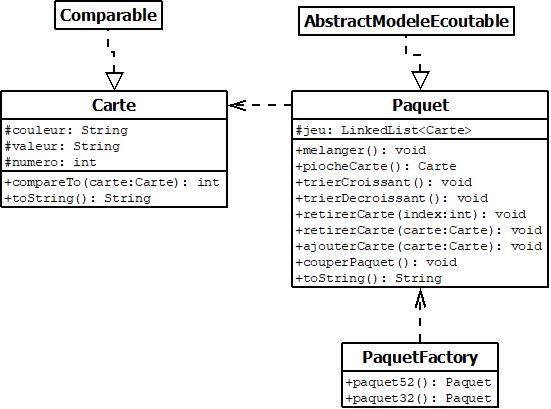 Comparable
AbstractModeleEcoutable
Carte
#couleur: String
#valeur: String
#numero: int
+compareTo(carte:Carte): int
+toString(): String
Paquet
#jeu: LinkedList<Carte>
+melanger(): void
+piocheCarte(): Carte
+trierCroissant(): void
+trierDecroissant(): void
+retirerCarte(index:int): void
+retirerCarte(carte:Carte): void
+ajouterCarte(carte:Carte): void
+couperPaquet(): void
+toString(): String
PaquetFactory
+paquet52(): Paquet
+paquet32(): Paquet